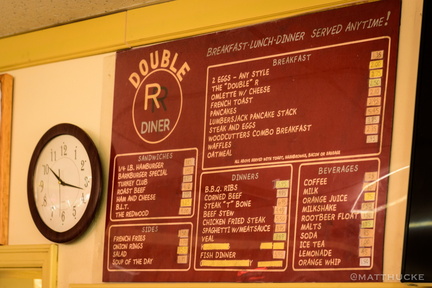 BREAKFAST-LUNCH-DINNER SERVED ANYTIME!
DOUBLE
RR
DINER
BREAKFAST
2 EGGS - ANY STYLE
THE "DOUBLE" R
OMLETTE W/ CHEESE
FRENCH TOAST
PANCAKES
LUMBERJACK PANCAKE STACK
STEAK AND EGGS
WOODCUTTERS COMBO BREAKFAST
WAFFLES
OATMEAL
SANDWICHES
1/4 LB. HAMBURGER
BAMBURGER SPECIAL
TURKEY CLUB
ROAST BEEF
HAM AND CHEESE
B.L.T.
THE REDWOOD
SIDES
FRENCH FRIES
ONION RINGS
SALAD
SOUP OF THE DAY
DINNERS
B.B.Q. RIBS
CORNED BEEF
STEAK "T" BONE
BEEF STEW
CHICKEN FRIED STEAK
SPAGHETTI W/MEATSAUCE
VEAL
FISH DINNER
BEVERAGES
COFFEE
MILK
ORANGE JUICE
MILKSHAKE
ROOTBEER FLOAT
MALTS
SODA
ICE TEA
LEMONADE
ORANGE WHIP
@MATTHUCKE